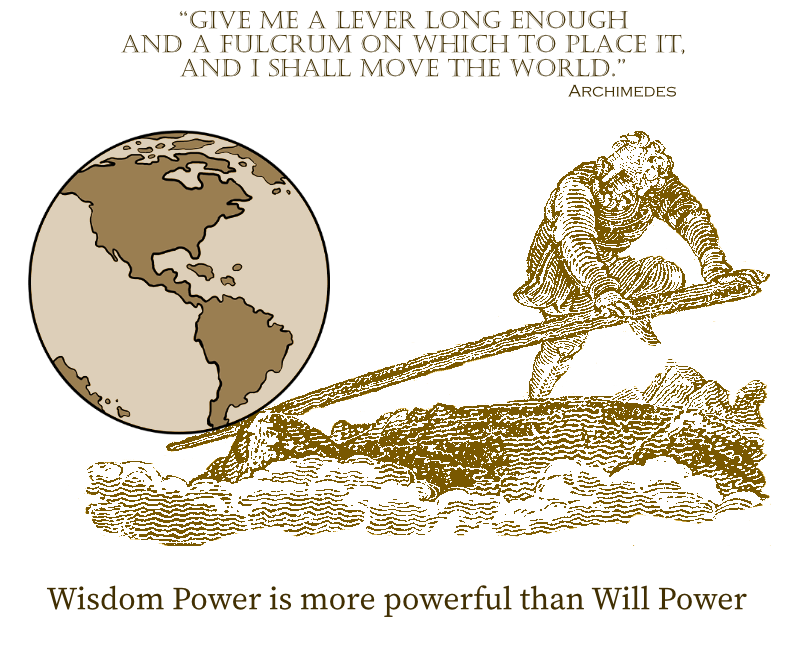 “GIVE ME A LEVER LONG ENOUGH
AND A FULCRUM ON WHICH TO PLACE IT,
AND I SHALL MOVE THE WORLD.”
ARCHIMEDES
Wisdom Power is more powerful than Will Power